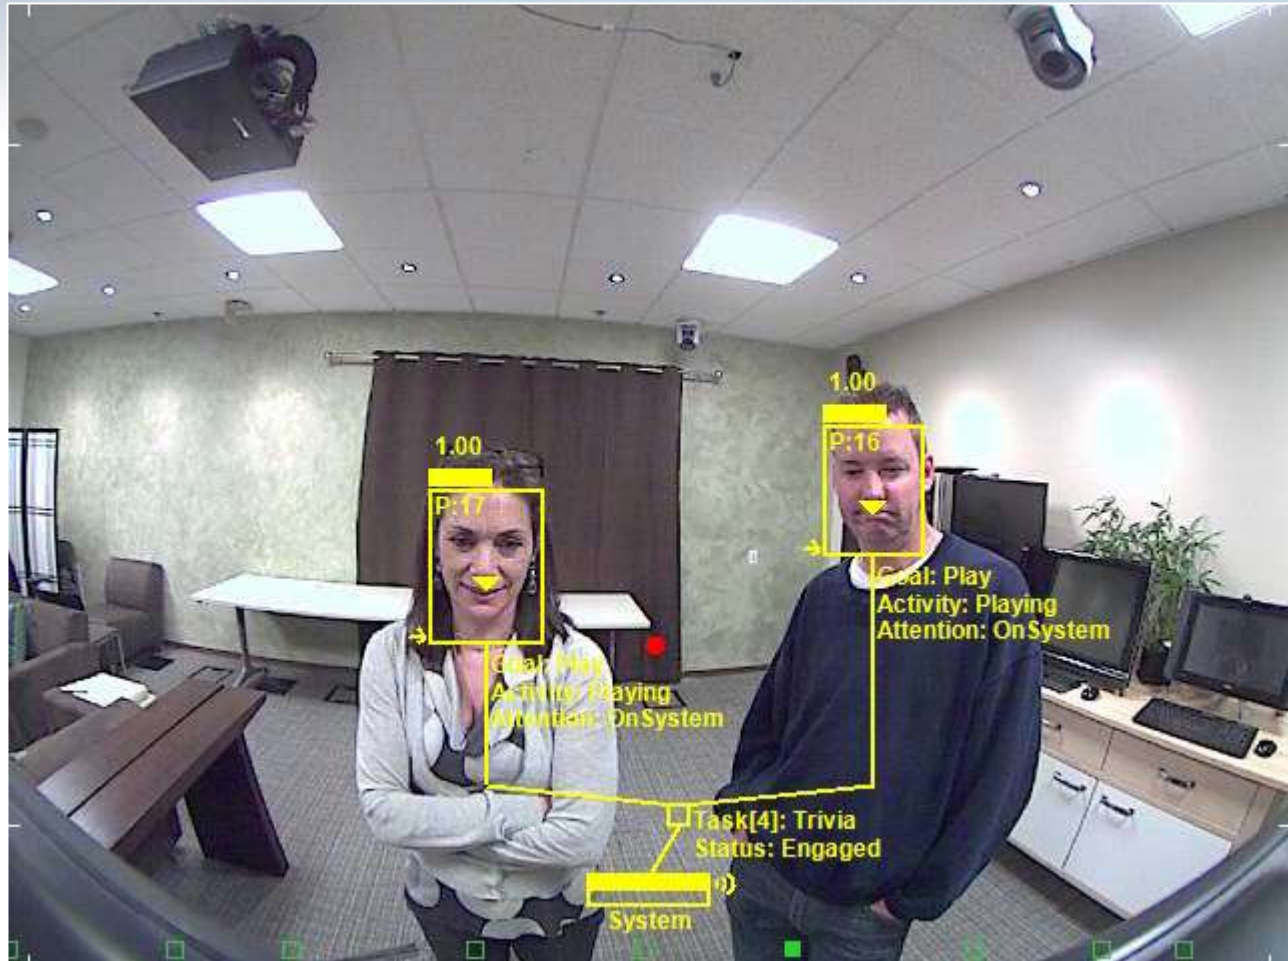 1.00
P:16
1.00
P:17
Goal: Play
Activity: Playing
Attention: OnSystem
Goal: Play
Activity: Playing
Attention: OnSystem
Task[4]: Trivia
Status: Engaged
System